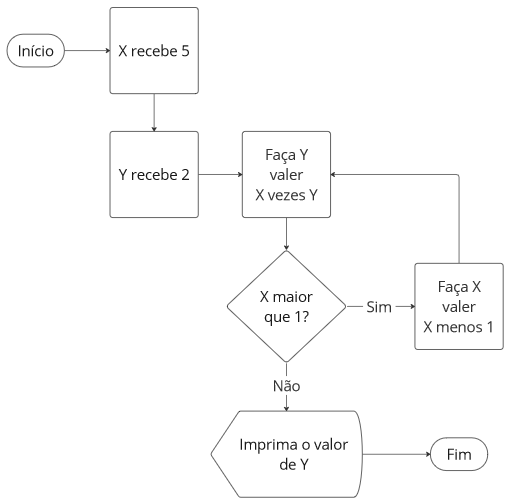 Início
X recebe 5
Y recebe 2
Faça Y
valer
X vezes Y
X maior
que 1?
Sim
Faça X
valer
X menos 1
Não
Imprima o valor
de Y
Fim